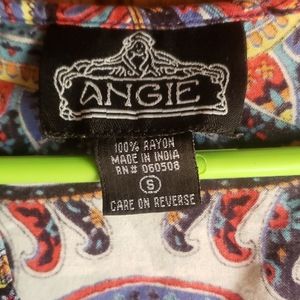 ANGIE
100% RAYON
MADE IN INDIA
RN# 060508
S
CARE ON REVERSE